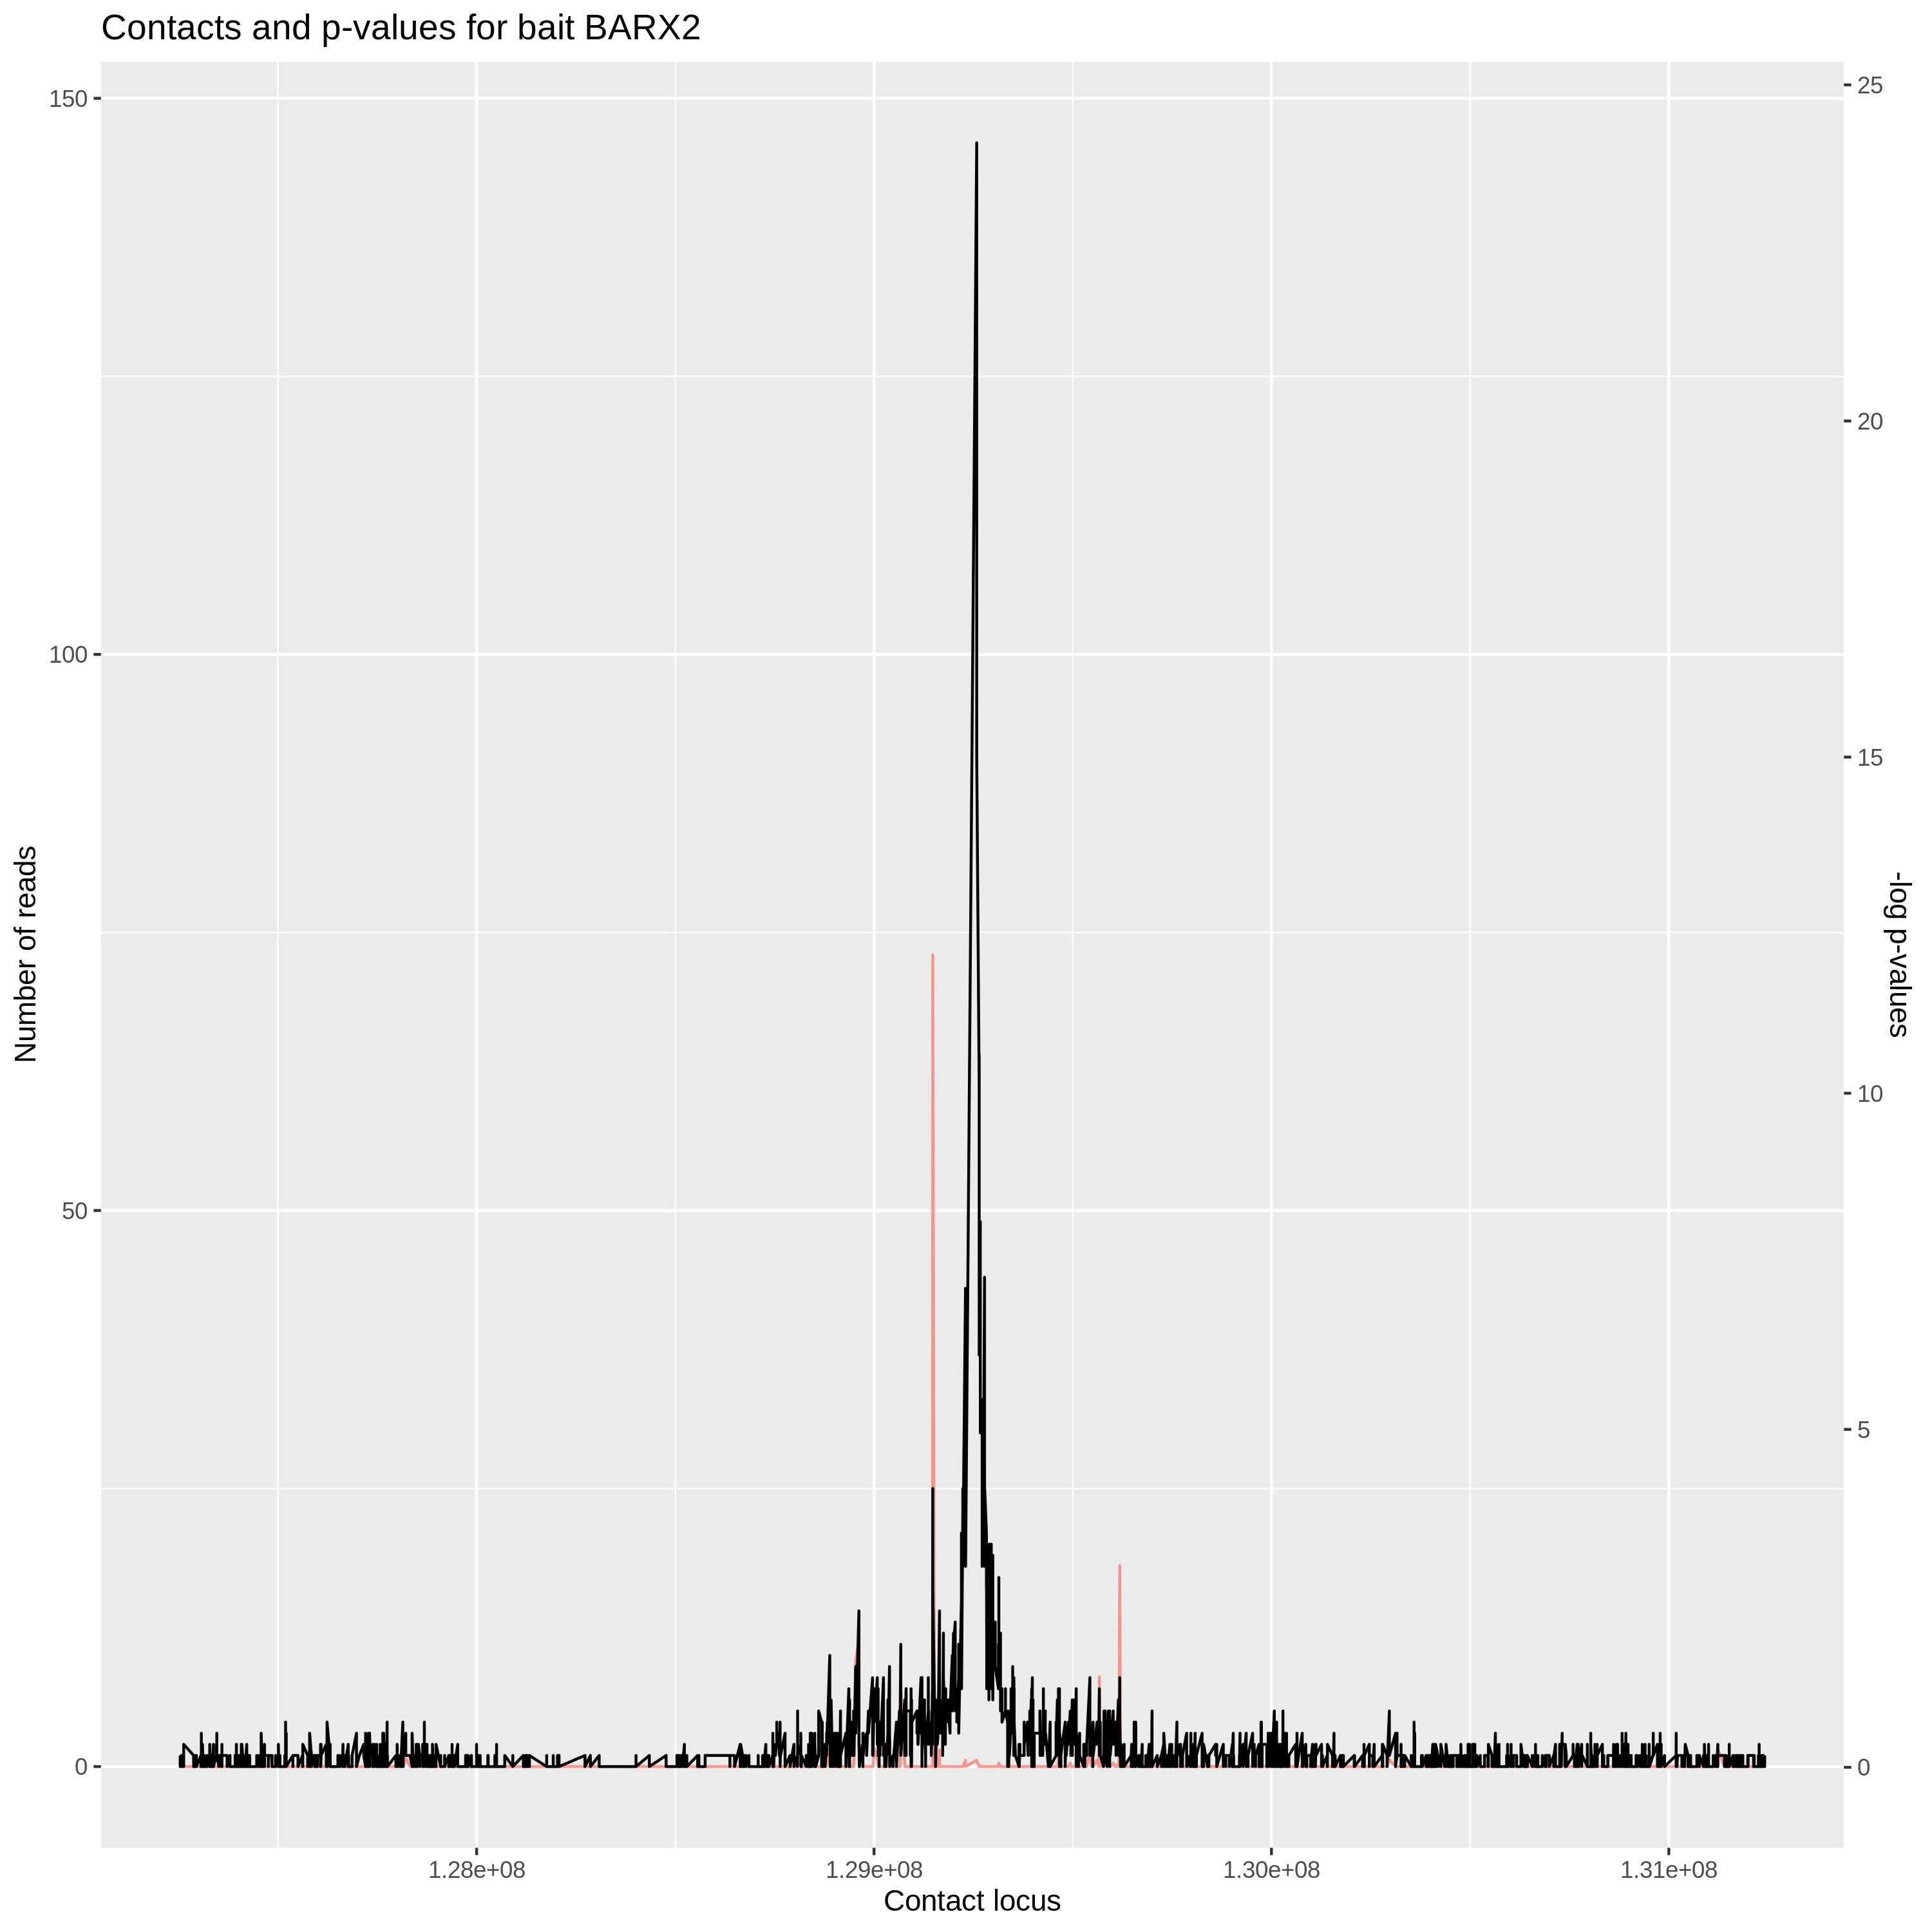 Contacts and p-values for bait BARX2
150
100
50
0
Number of reads
25
20
15
10
5
0
-log p-values
1.28e+08
1.29e+08
1.30e+08
1.31e+08
Contact locus